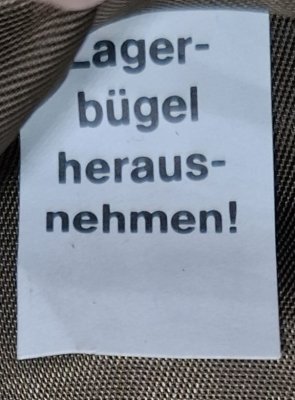 Lager-
bügel
heraus-
nehmen!